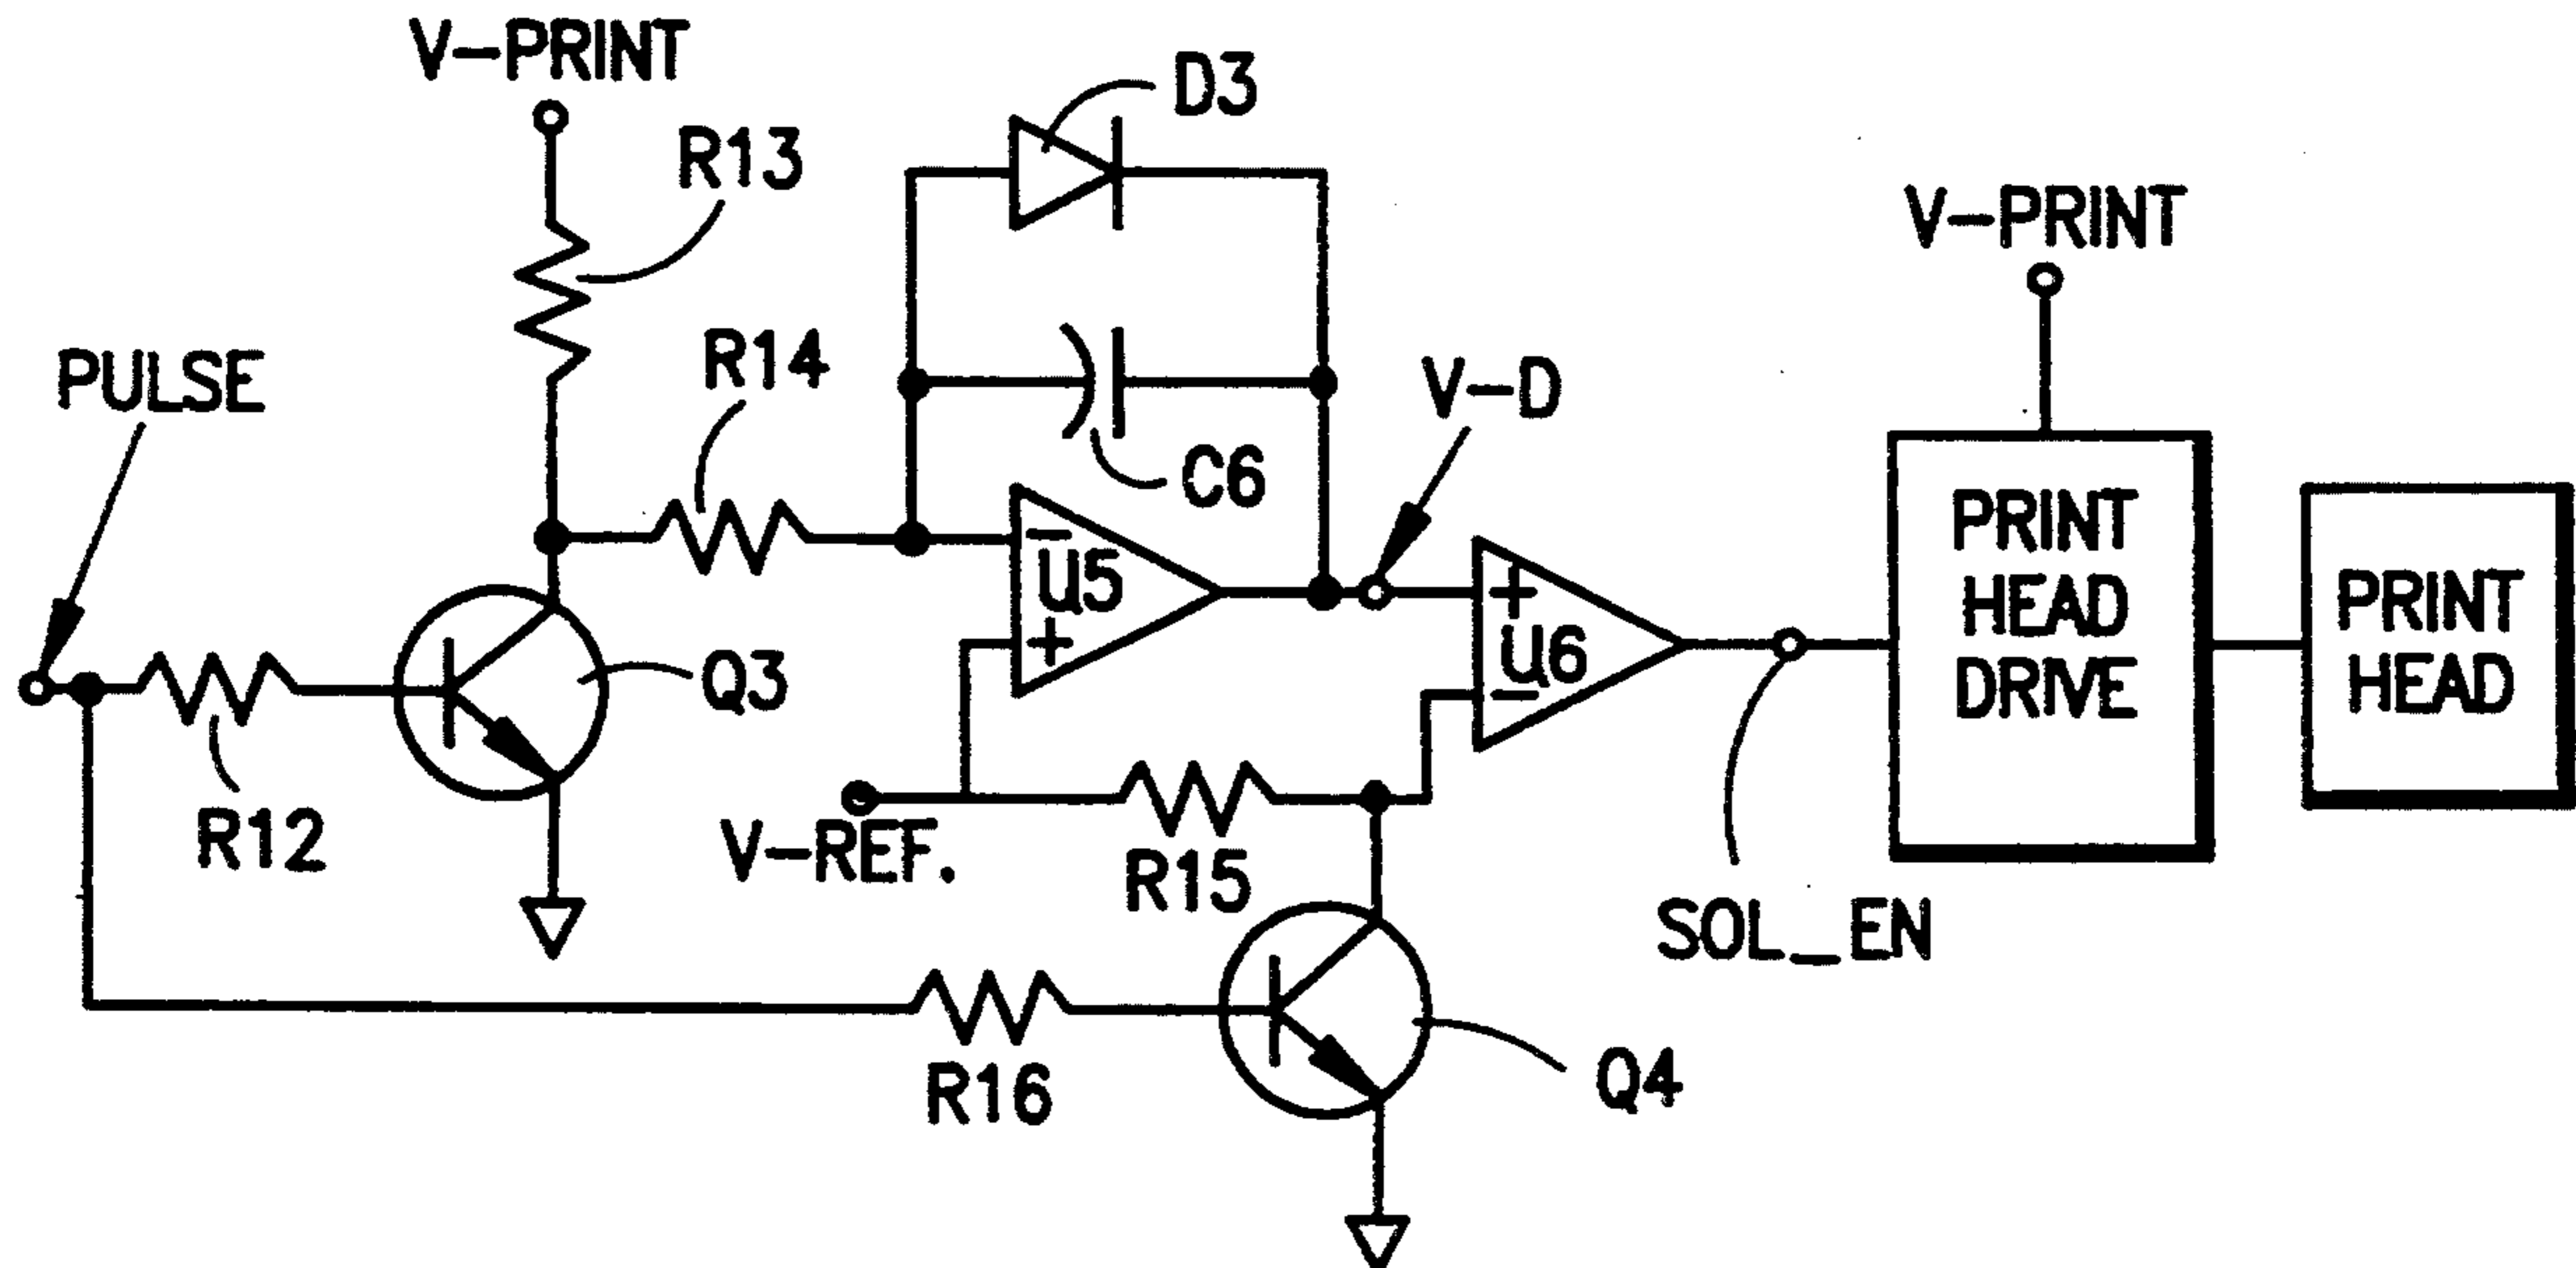 V-PRINT
D3
R13
V-PRINT
R14
PULSE
V-D
C6
PRINT
HEAD
DRIVE
PRINT
HEAD
−
U5
+
+
U6
−
Q3
R12
V-REF.
R15
SOL_EN
R16
Q4